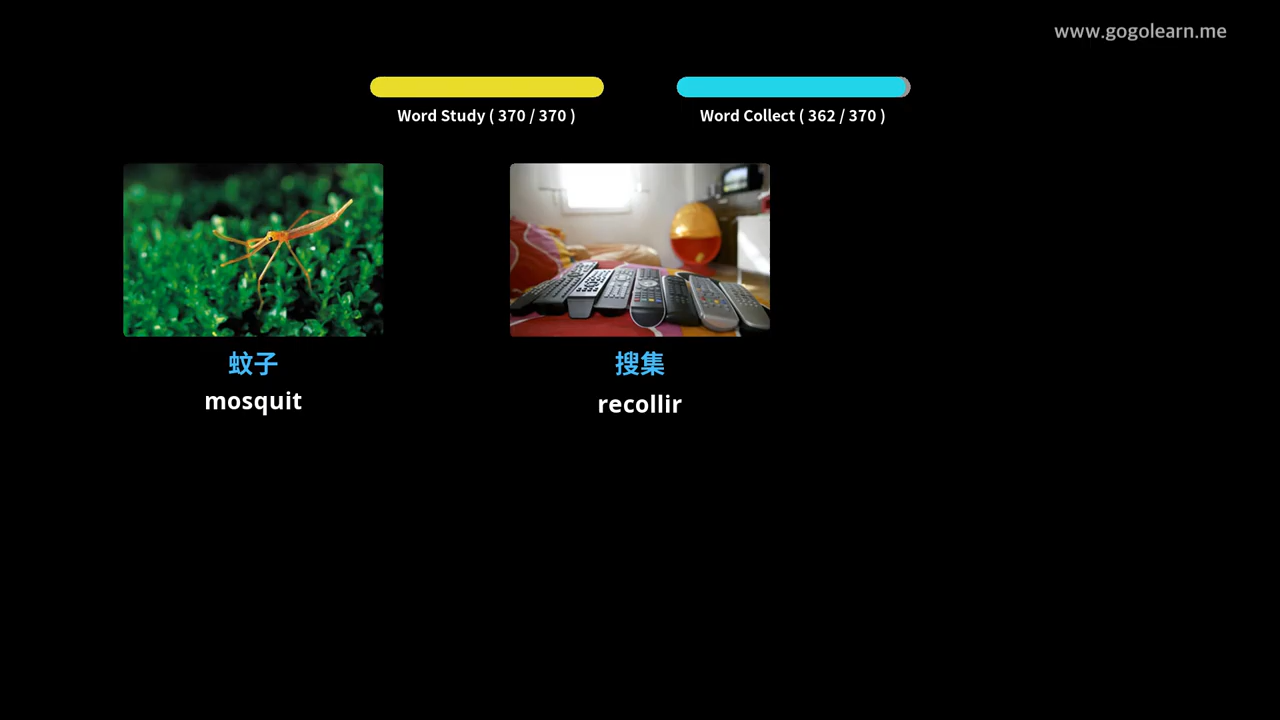 www.gogolearn.me
Word Study ( 370 / 370 )
Word Collect ( 362 / 370 )
蚊子
mosquit
搜集
recollir